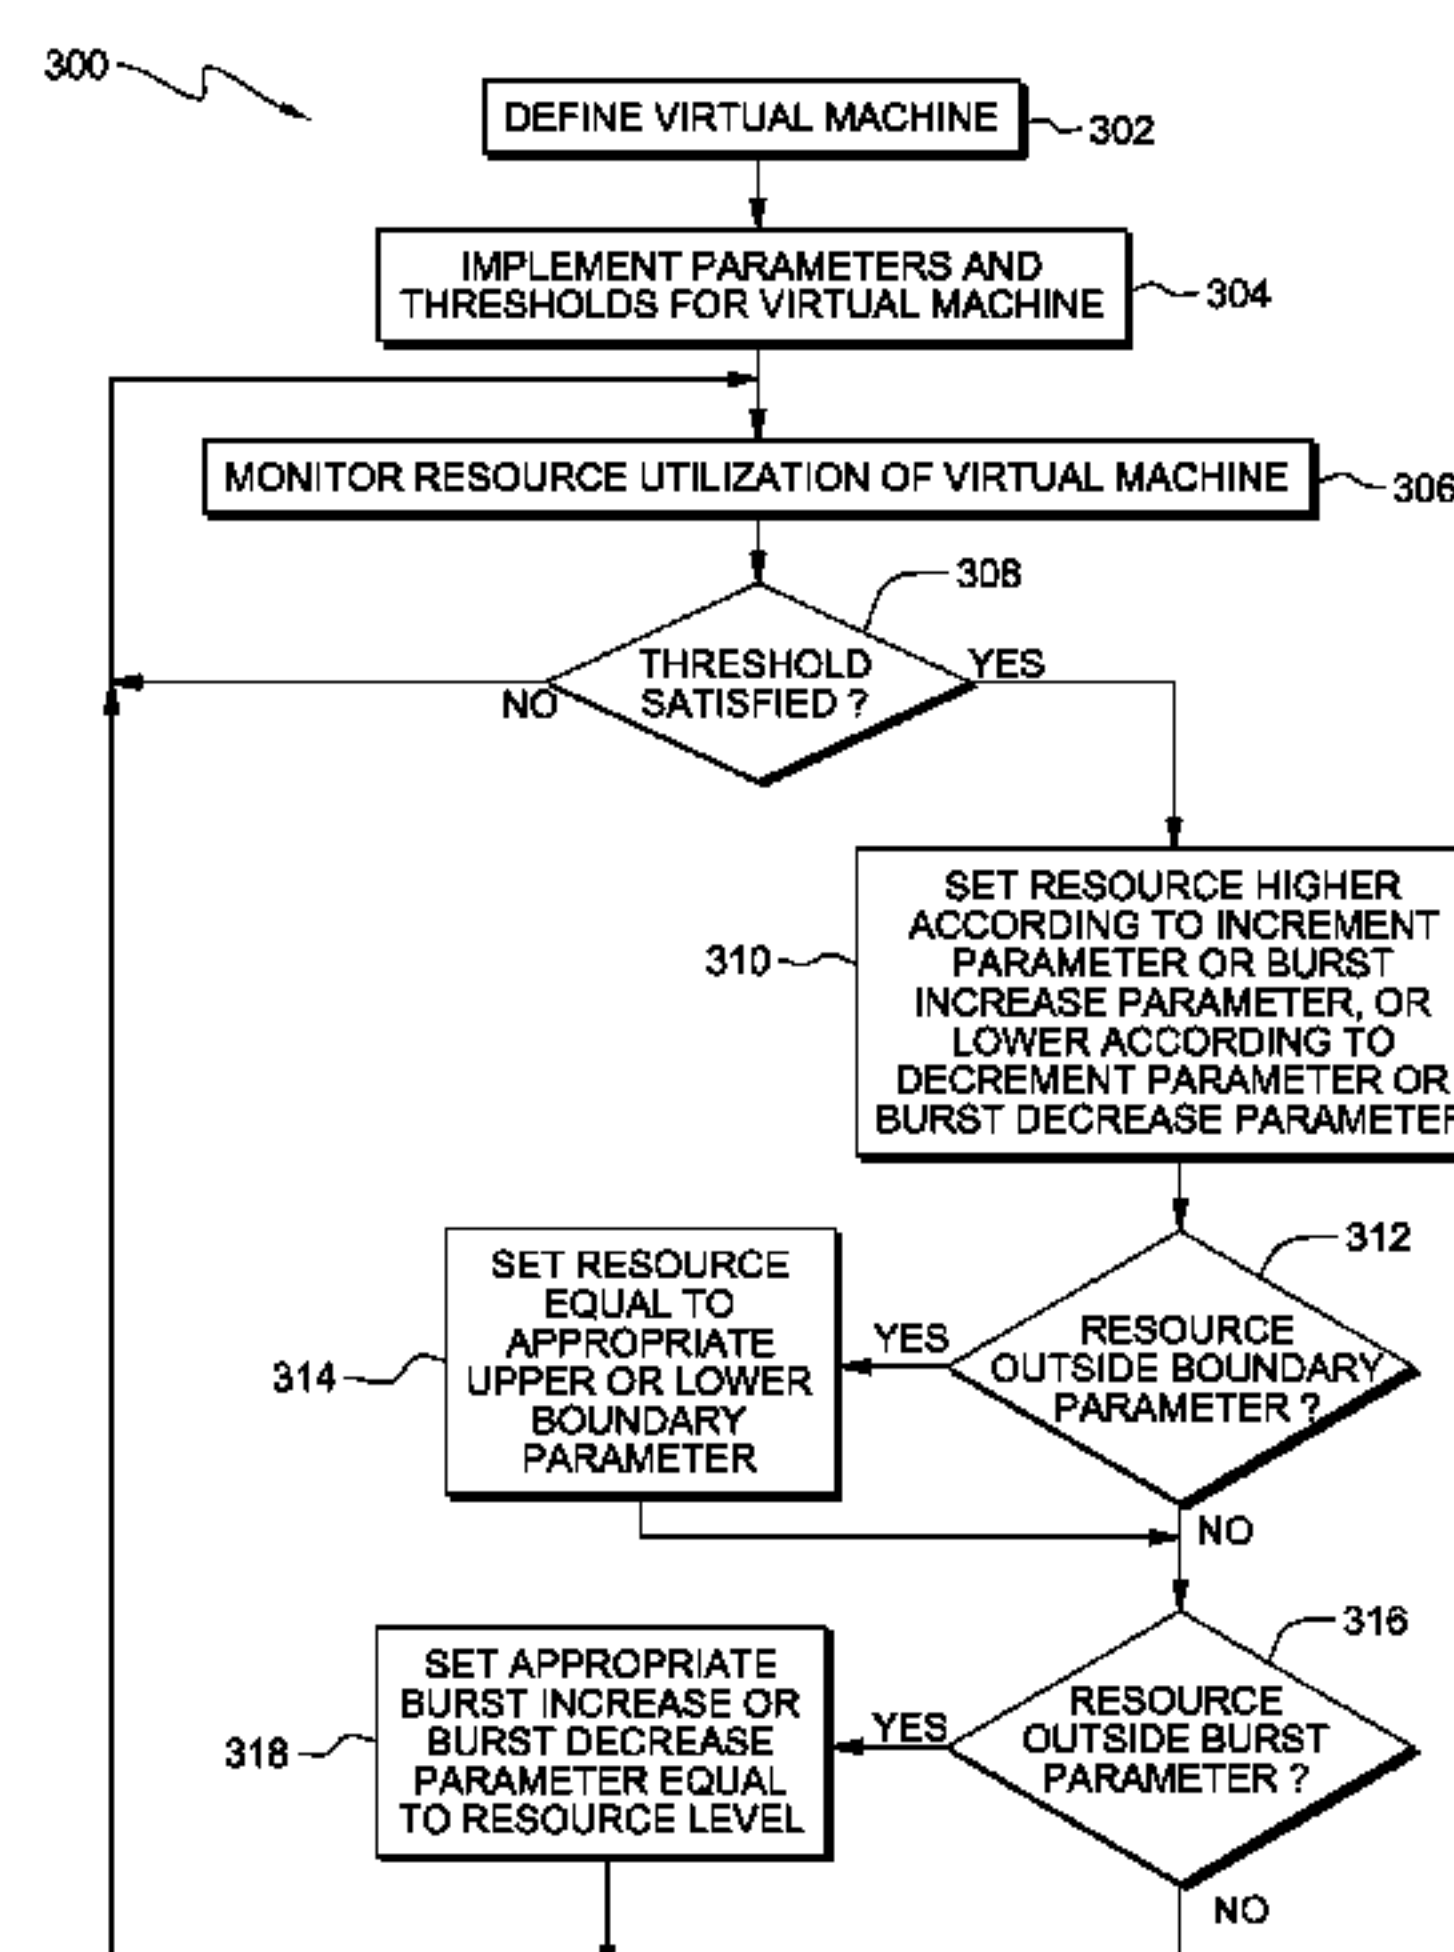 300
DEFINE VIRTUAL MACHINE
302
IMPLEMENT PARAMETERS AND
THRESHOLDS FOR VIRTUAL MACHINE
304
MONITOR RESOURCE UTILIZATION OF VIRTUAL MACHINE
306
308
THRESHOLD
SATISFIED ?
NO
YES
310
SET RESOURCE HIGHER
ACCORDING TO INCREMENT
PARAMETER OR BURST
INCREASE PARAMETER, OR
LOWER ACCORDING TO
DECREMENT PARAMETER OR
BURST DECREASE PARAMETER
312
RESOURCE
OUTSIDE BOUNDARY
PARAMETER ?
YES
NO
314
SET RESOURCE
EQUAL TO
APPROPRIATE
UPPER OR LOWER
BOUNDARY
PARAMETER
316
RESOURCE
OUTSIDE BURST
PARAMETER ?
YES
NO
318
SET APPROPRIATE
BURST INCREASE OR
BURST DECREASE
PARAMETER EQUAL
TO RESOURCE LEVEL